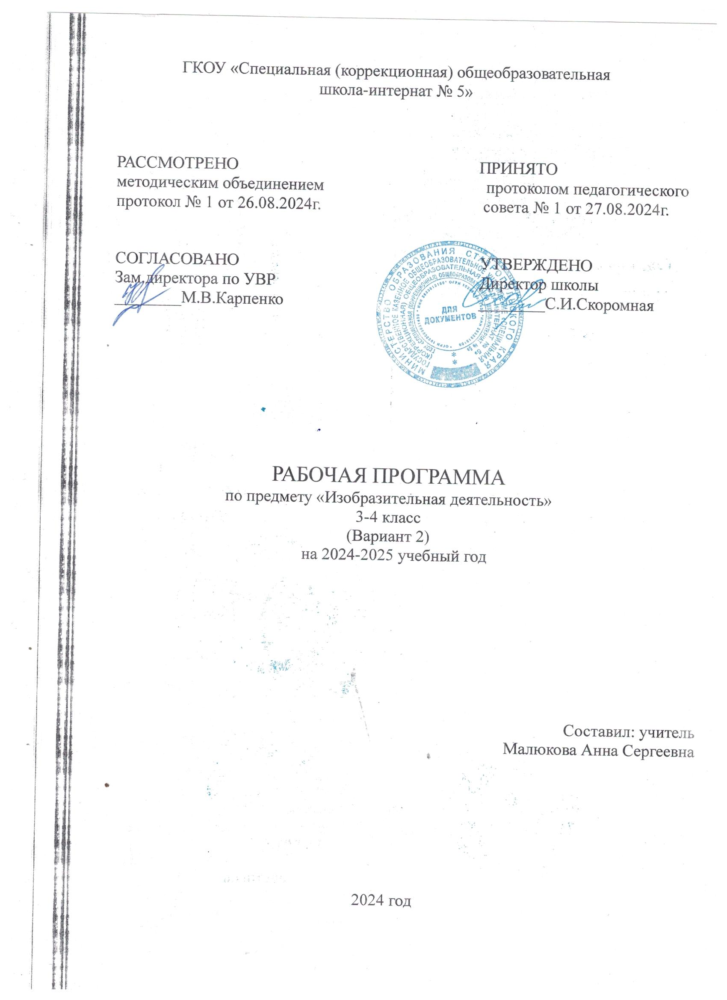 ГКОУ «Специальная (коррекционная) общеобразовательная
школа-интернат № 5»
РАССМОТРЕНО
методическим объединением
протокол № 1 от 26.08.2024г.
ПРИНЯТО
протоколом педагогического
совета № 1 от 27.08.2024г.
СОГЛАСОВАНО
Зам.директора по УВР
________М.В.Карпенко
УТВЕРЖДЕНО
Директор школы
________С.И.Скоромная
МИНИСТЕРСТВО ОБРАЗОВАНИЯ СТАВРОПОЛЬСКОГО КРАЯ
ДЛЯ
ДОКУМЕНТОВ
РАБОЧАЯ ПРОГРАММА
по предмету «Изобразительная деятельность»
3-4 класс
(Вариант 2)
на 2024-2025 учебный год
Составил: учитель
Малюкова Анна Сергеевна
2024 год